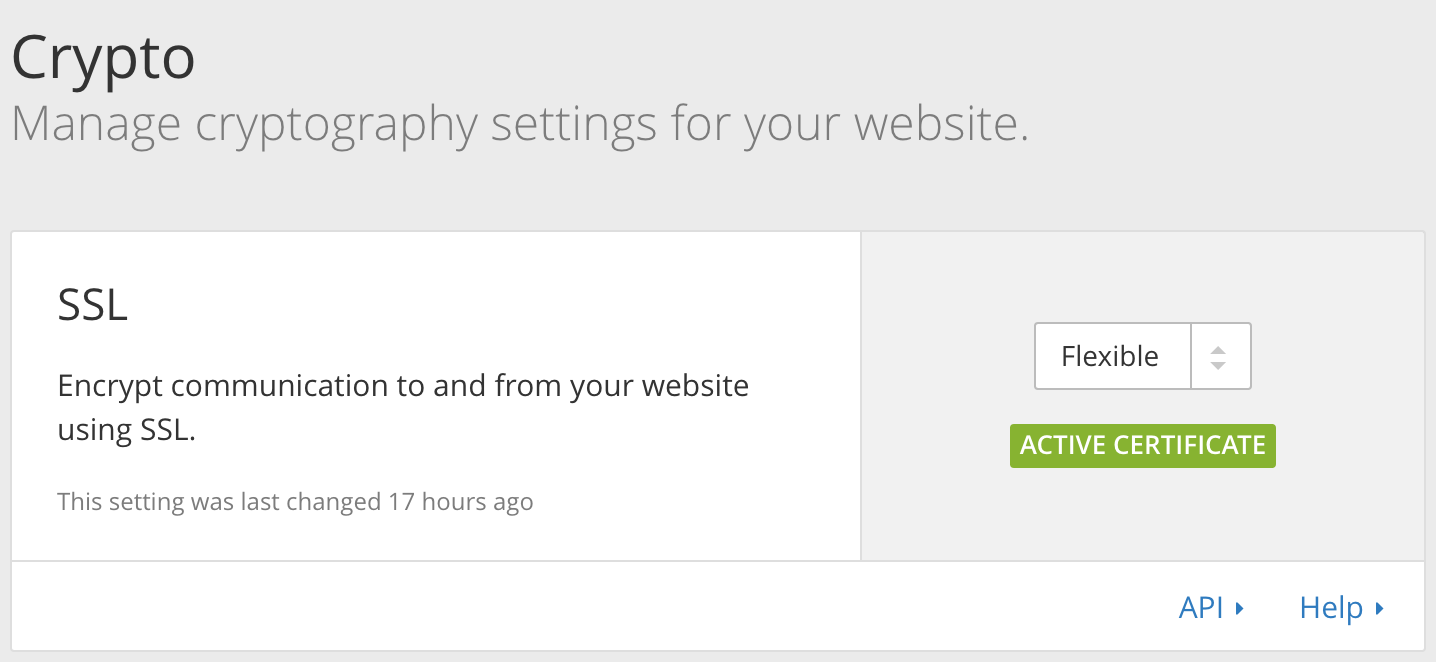 Crypto
Manage cryptography settings for your website.
SSL
Encrypt communication to and from your website
using SSL.
This setting was last changed 17 hours ago
Flexible
ACTIVE CERTIFICATE
API
Help